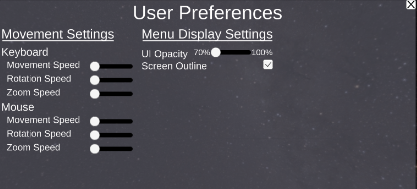 User Preferences
Movement Settings
Keyboard
Movement Speed
Rotation Speed
Zoom Speed
Mouse
Movement Speed
Rotation Speed
Zoom Speed
Menu Display Settings
UI Opacity 70% 100%
Screen Outline